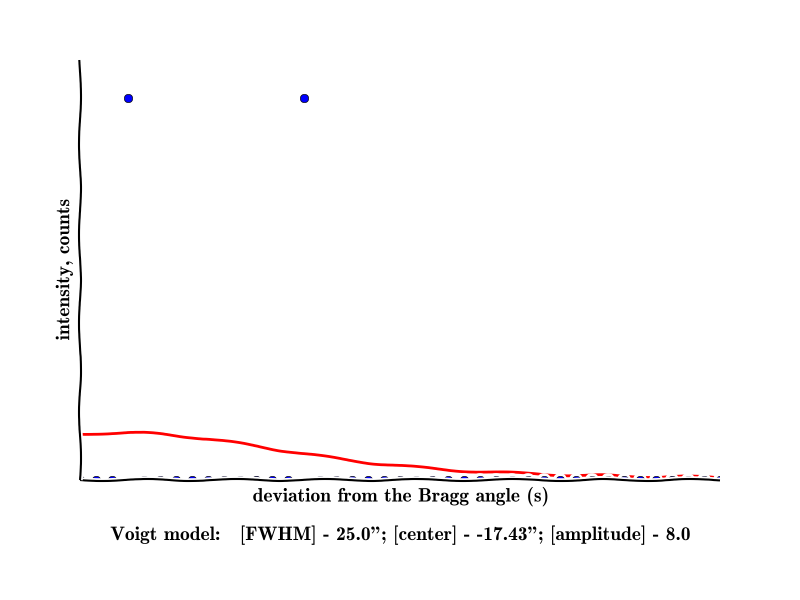 intensity, counts
deviation from the Bragg angle (s)
Voigt model: [FWHM] - 25.0”; [center] - -17.43”; [amplitude] - 8.0